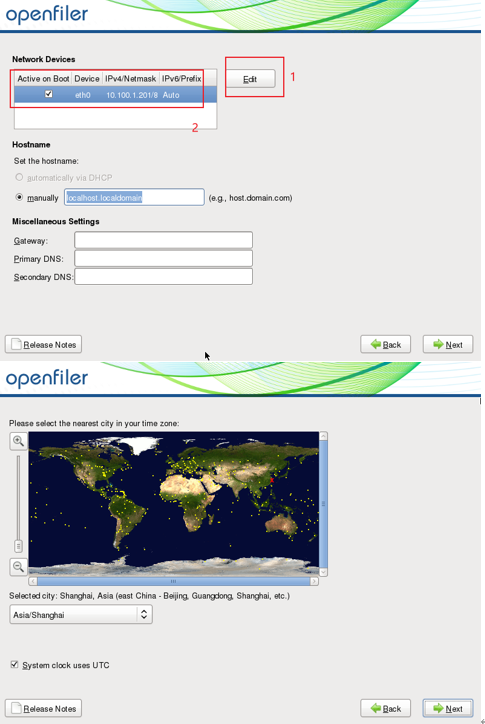 openfiler
Network Devices
Active on Boot Device IPv4/Netmask IPv6/Prefix
eth0 10.100.1.201/8 Auto
Edit
1
2
Hostname
Set the hostname:
automatically via DHCP
manually localhost.localdomain (e.g., host.domain.com)
Miscellaneous Settings
Gateway:
Primary DNS:
Secondary DNS:
Release Notes
Back
Next
openfiler
Please select the nearest city in your time zone:
Selected city: Shanghai, Asia (east China - Beijing, Guangdong, Shanghai, etc.)
Asia/Shanghai
System clock uses UTC
Release Notes
Back
Next